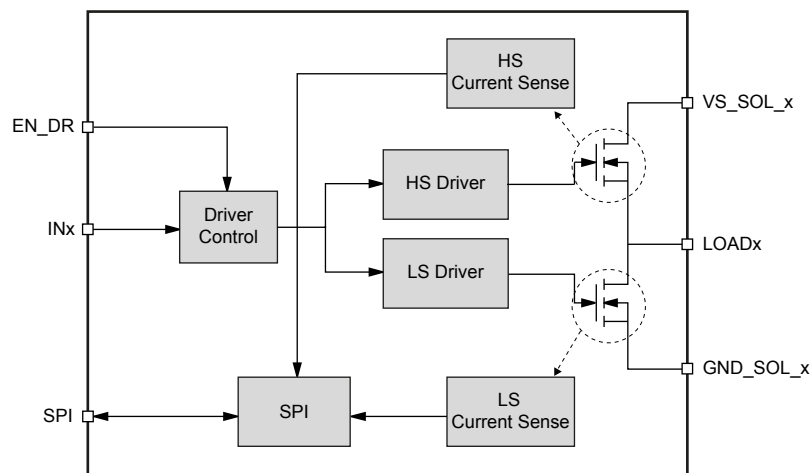 HS
Current Sense
VS_SOL_x
EN_DR
HS Driver
Driver
Control
INx
LOADx
LS Driver
GND_SOL_x
SPI
SPI
LS
Current Sense